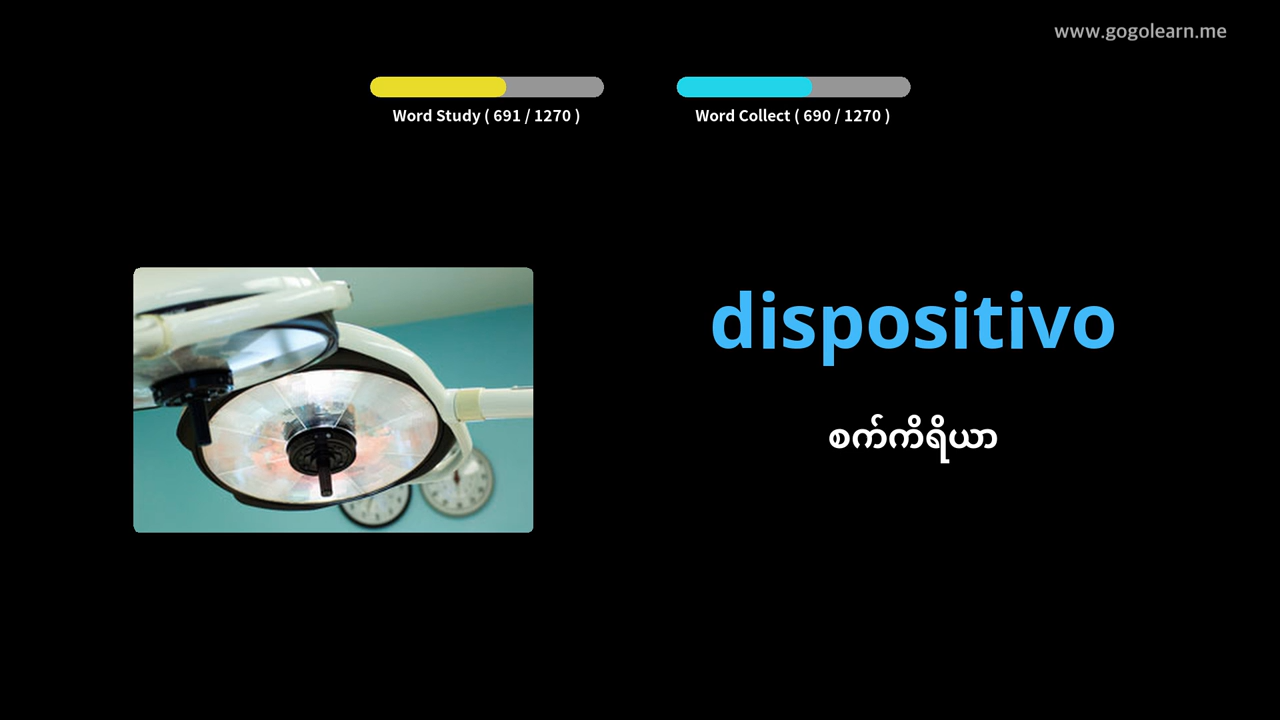 www.gogolearn.me
Word Study ( 691 / 1270 )
Word Collect ( 690 / 1270 )
dispositivo
စက်ကိရိယာ